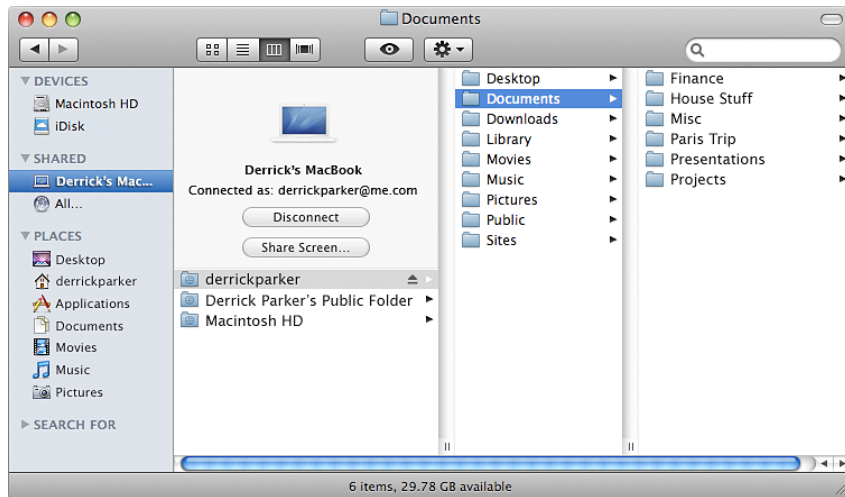 Documents
DEVICES
Macintosh HD
iDisk
SHARED
Derrick's Mac...
All...
PLACES
Desktop
derrickparker
Applications
Documents
Movies
Music
Pictures
SEARCH FOR
Derrick's MacBook
Connected as: derrickparker@me.com
Disconnect
Share Screen...
derrickparker
Derrick Parker's Public Folder
Macintosh HD
Desktop
Documents
Downloads
Library
Movies
Music
Pictures
Public
Sites
Finance
House Stuff
Misc
Paris Trip
Presentations
Projects
6 items, 29.78 GB available